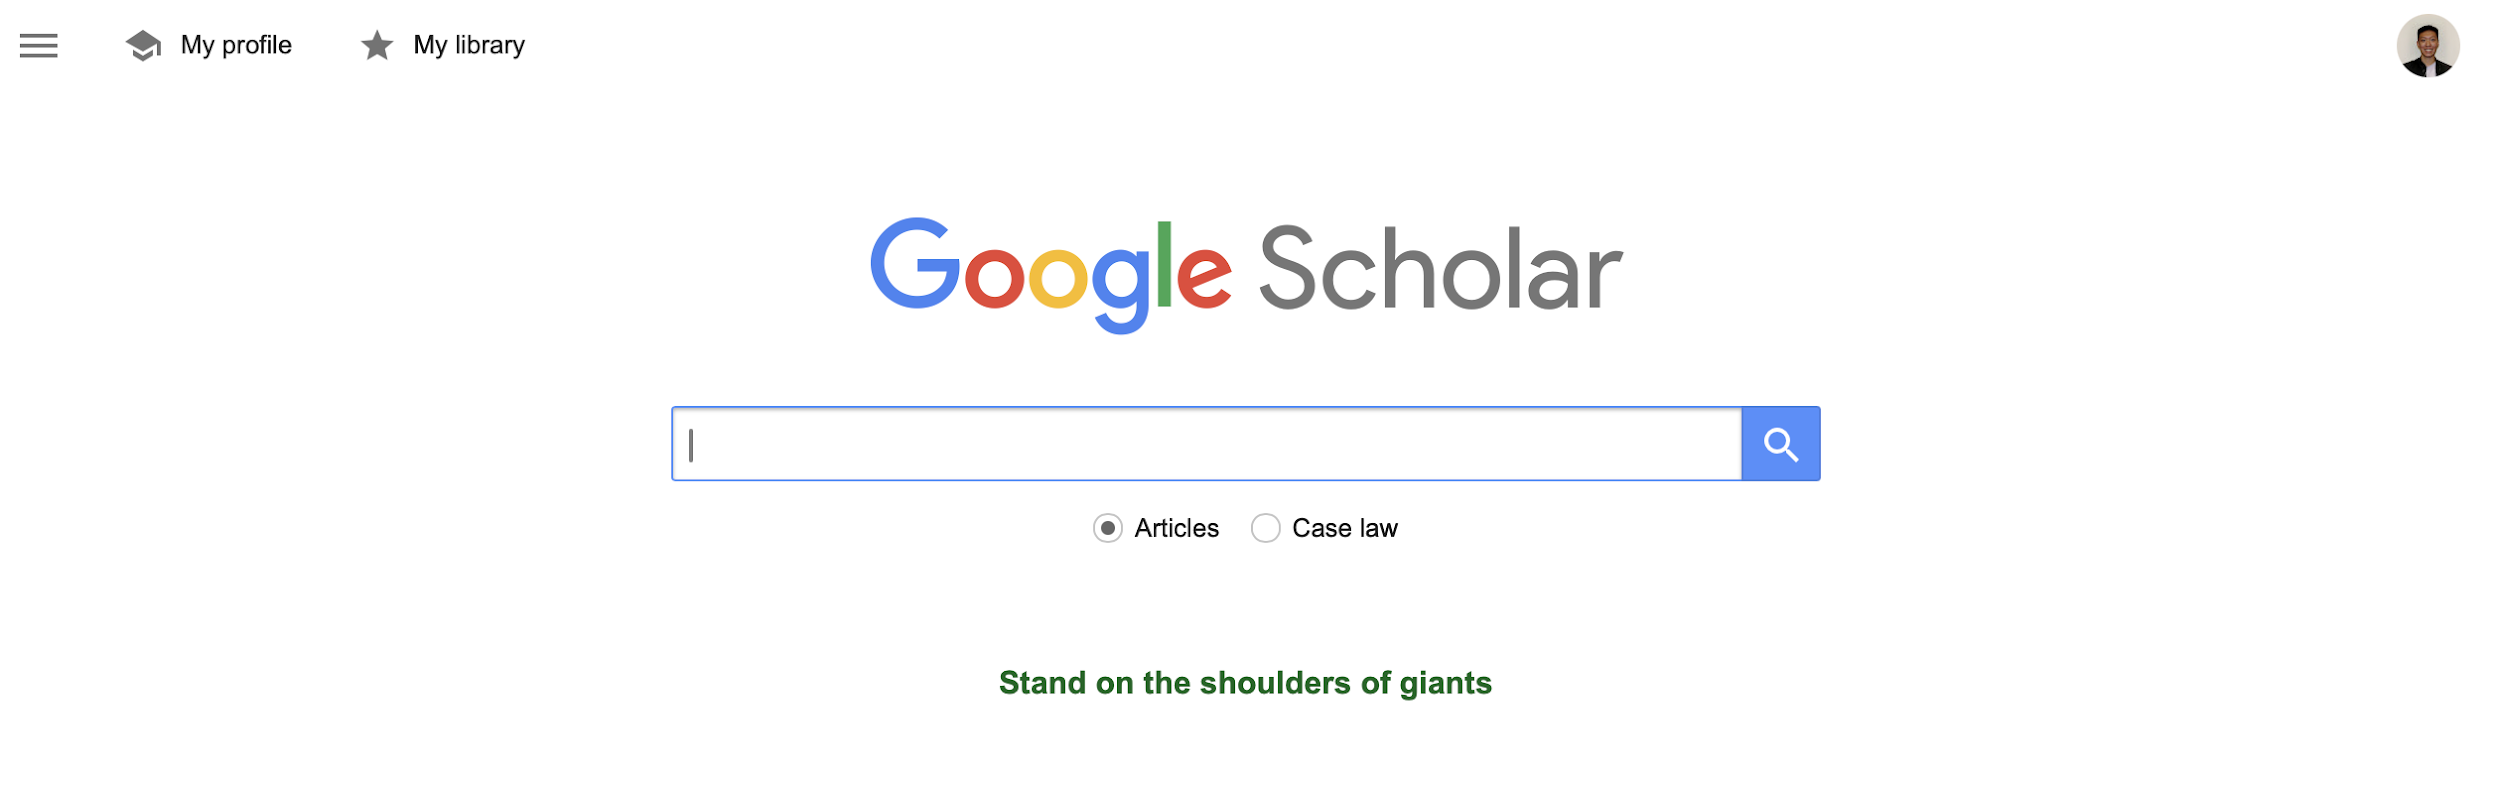 My profile
My library
Google Scholar
Articles
Case law
Stand on the shoulders of giants